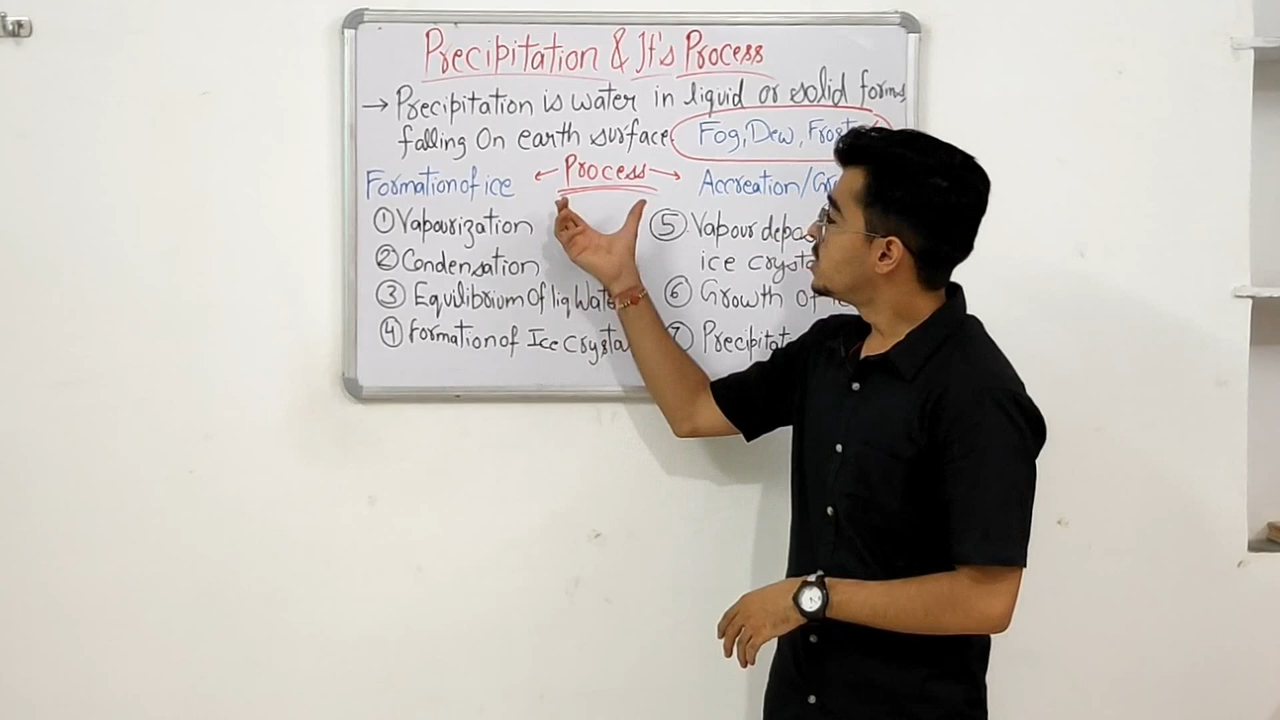 Precipitation & It's Process
→ Precipitation is water in liquid or solid forms
falling On earth surface Fog, Dew, Frost
Formation of ice ← Process → Accreation/
① Vapourization
② Condensation
③ Equilibrium Of liq
④ Formation of Ice
⑤ Vapour
ice
⑥ Growth Of
⑦